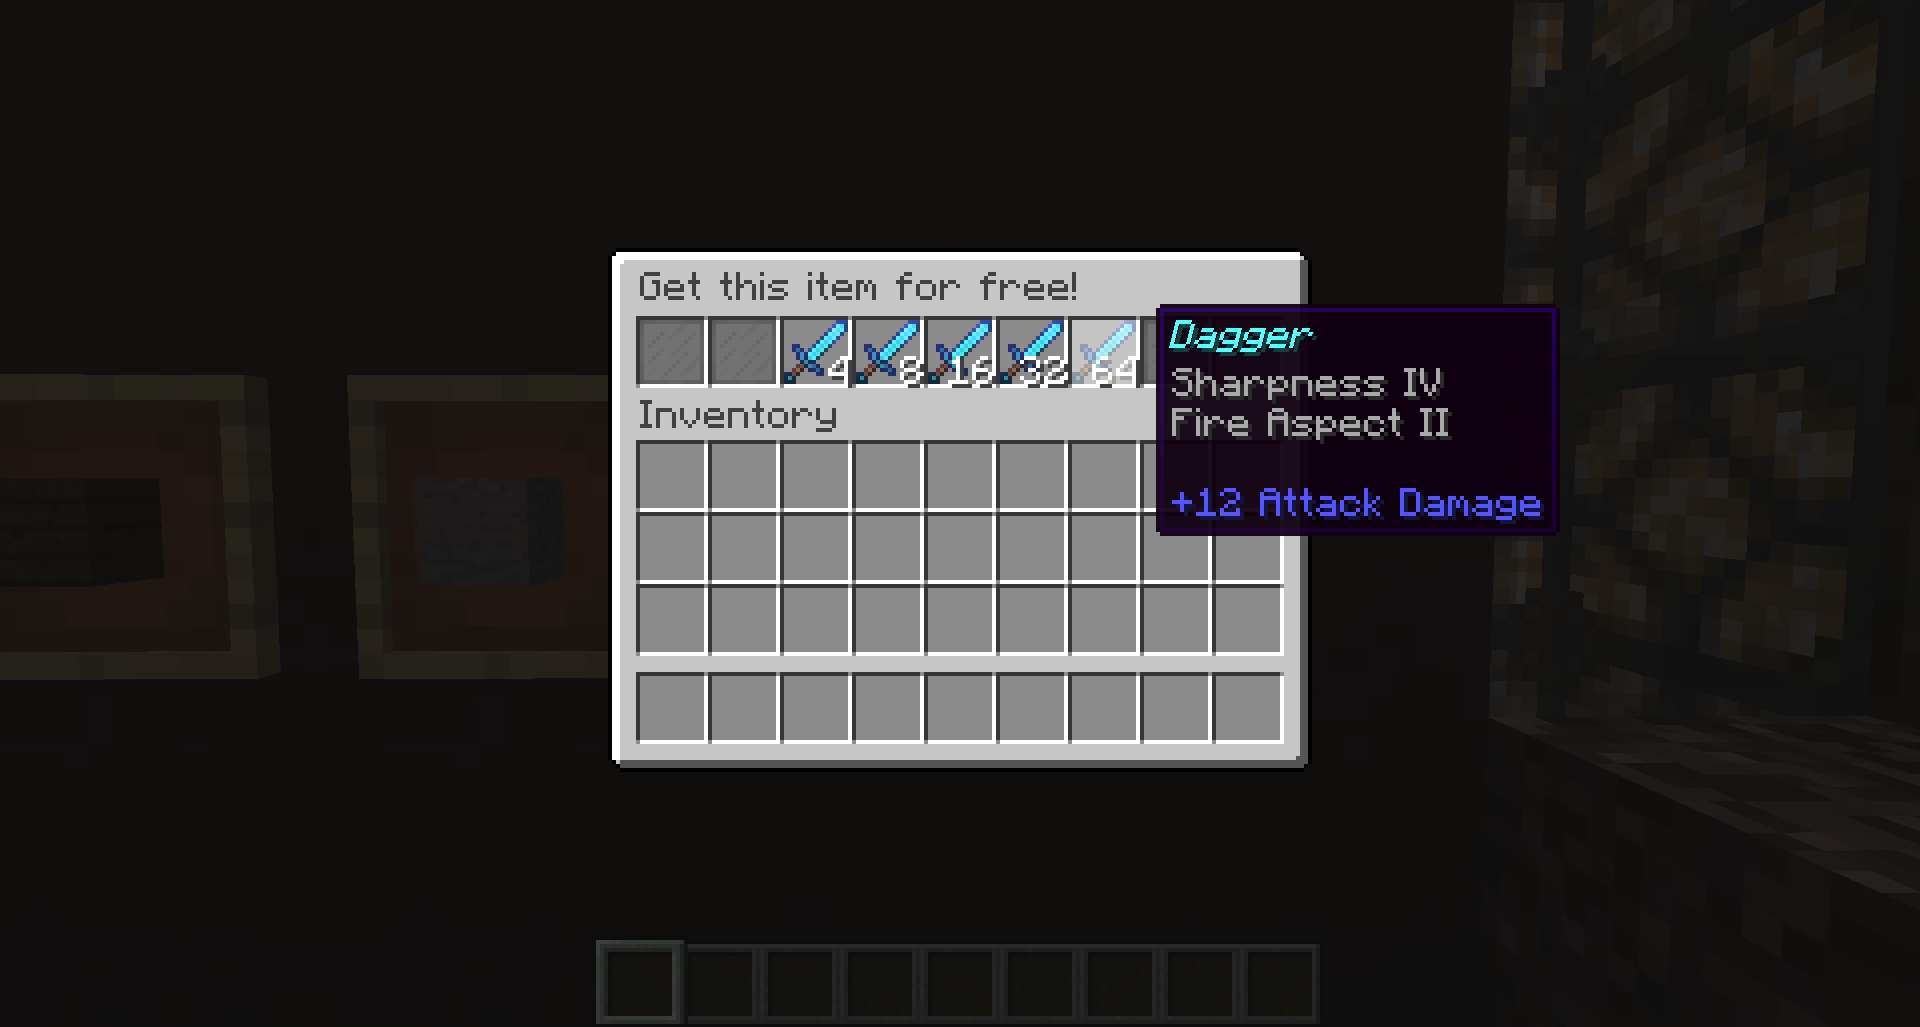 Get this item for free!
4 8 16 32 64
Inventory
Dagger
Sharpness IV
Fire Aspect II
+12 Attack Damage